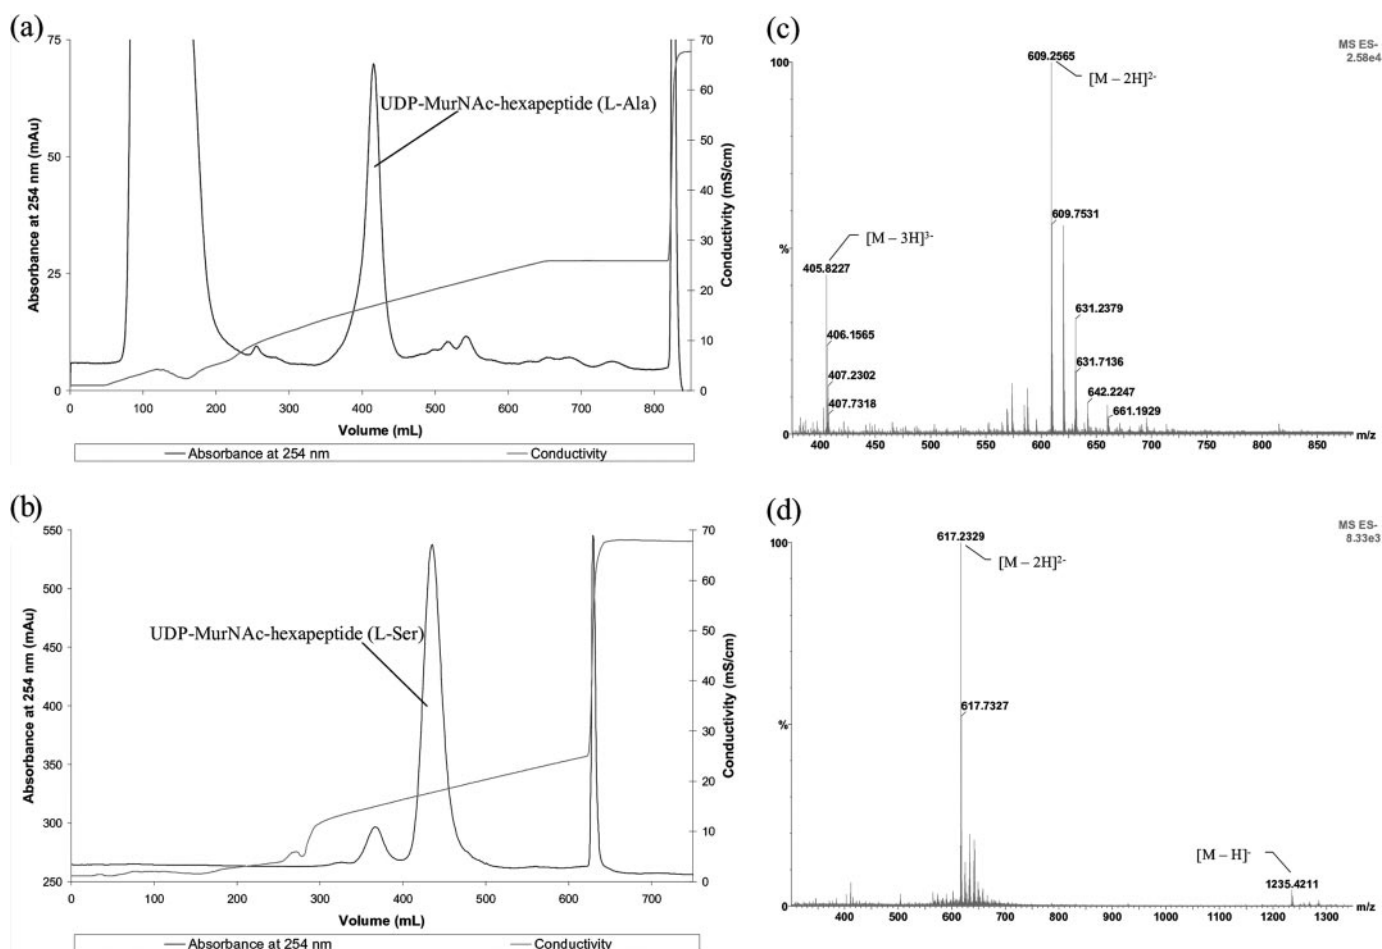 (a)
75
50
25
0
Absorbance at 254 nm (mAu)
UDP-MurNAc-hexapeptide (L-Ala)
70
60
50
40
30
20
10
0
Conductivity (mS/cm)
0 100 200 300 400 500 600 700 800
Volume (mL)
Absorbance at 254 nm Conductivity
(b)
550
500
450
400
350
300
250
Absorbance at 254 nm (mAu)
UDP-MurNAc-hexapeptide (L-Ser)
70
60
50
40
30
20
10
0
Conductivity (mS/cm)
0 100 200 300 400 500 600 700
Volume (mL)
Absorbance at 254 nm Conductivity
(c)
MS ES-
2.58e4
100
%
0
609.2565
[M – 2H]²⁻
609.7531
[M – 3H]³⁻
405.8227
406.1565
407.2302
407.7318
631.2379
631.7136
642.2247
661.1929
400 450 500 550 600 650 700 750 800 850 m/z
(d)
MS ES-
8.33e3
100
%
0
617.2329
[M – 2H]²⁻
617.7327
[M – H]⁻
1235.4211
400 500 600 700 800 900 1000 1100 1200 1300 m/z